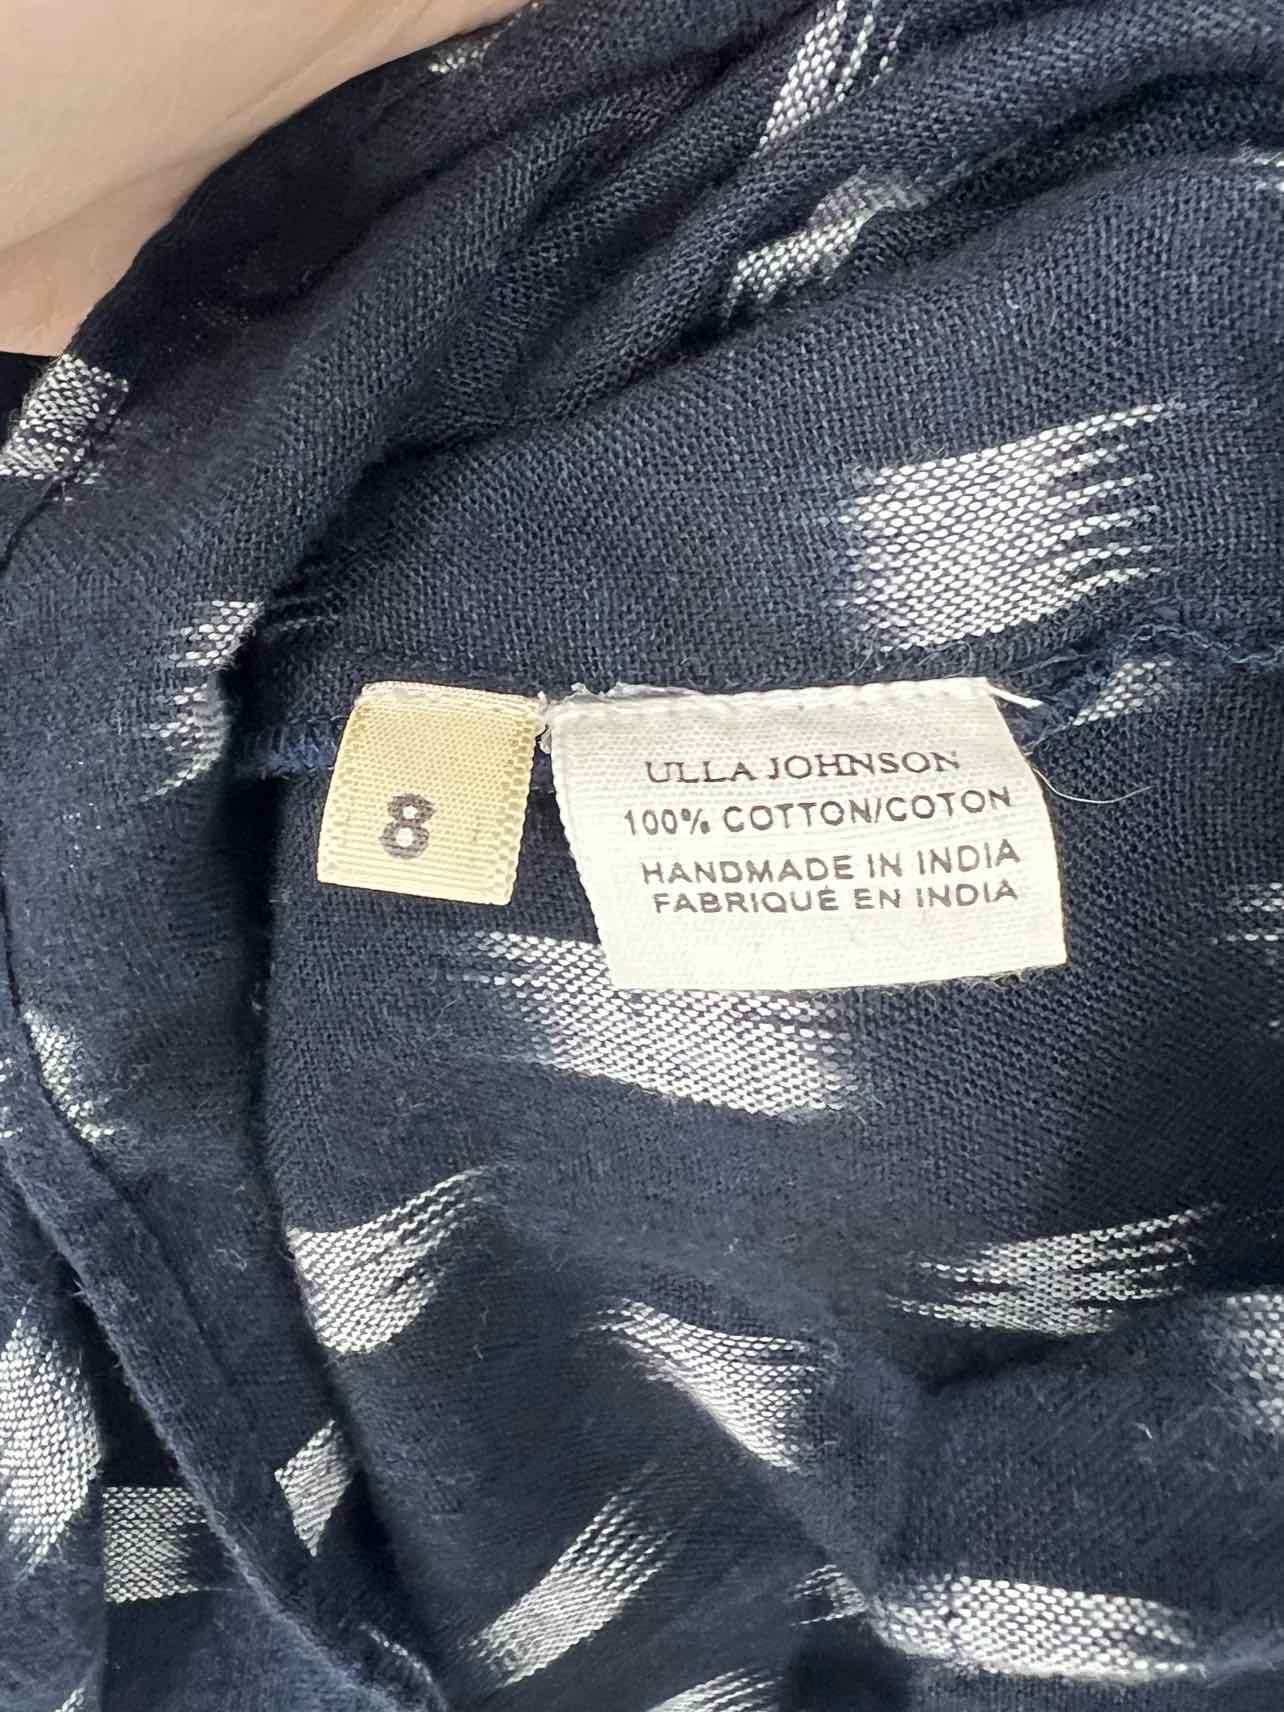 8
ULLA JOHNSON
100% COTTON/COTON
HANDMADE IN INDIA
FABRIQUÉ EN INDIA